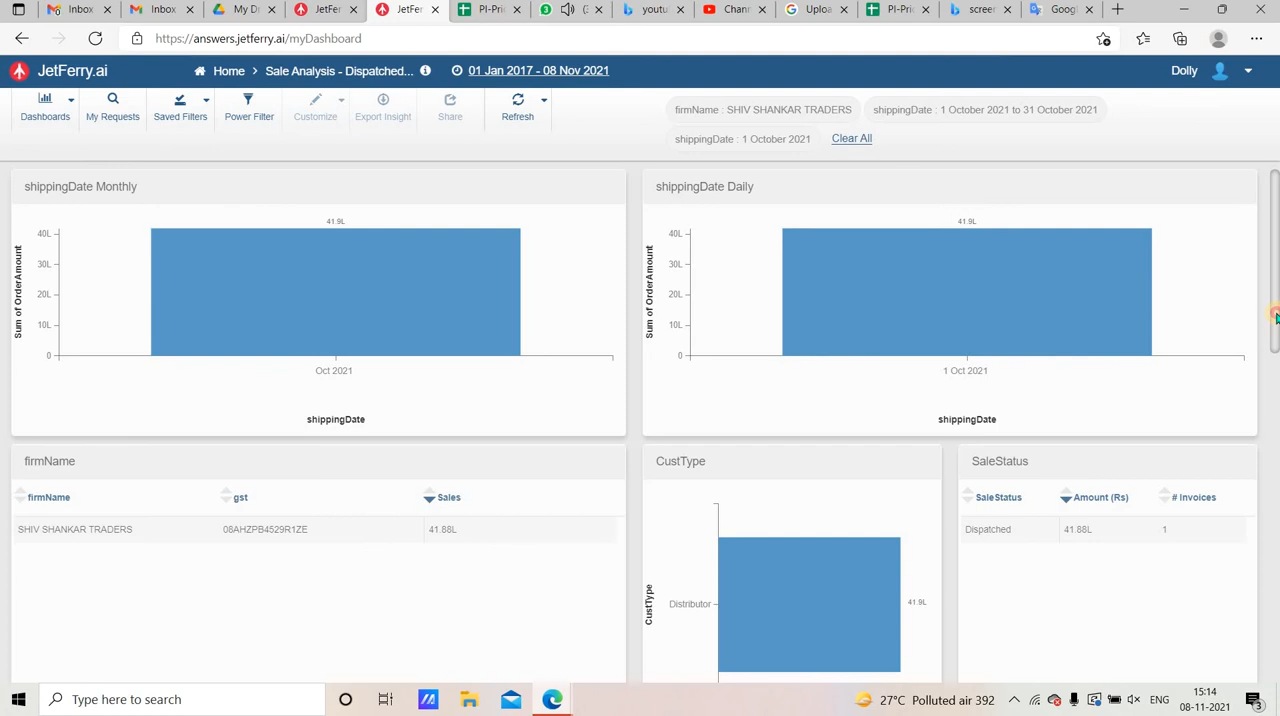 Inbox
Inbox
My Dr
JetFer
JetFer
PI-Pric
(2
youtu
Chann
Uploa
PI-Pric
screer
Googl
https://answers.jetferry.ai/myDashboard
JetFerry.ai
Home > Sale Analysis - Dispatched...
01 Jan 2017 - 08 Nov 2021
Dolly
Dashboards
My Requests
Saved Filters
Power Filter
Customize
Export Insight
Share
Refresh
firmName : SHIV SHANKAR TRADERS
shippingDate : 1 October 2021 to 31 October 2021
shippingDate : 1 October 2021
Clear All
shippingDate Monthly
41.9L
40L
30L
20L
10L
0
Sum of OrderAmount
Oct 2021
shippingDate
shippingDate Daily
41.9L
40L
30L
20L
10L
0
Sum of OrderAmount
1 Oct 2021
shippingDate
firmName
firmName gst Sales
SHIV SHANKAR TRADERS 08AHZPB4529R1ZE 41.88L
CustType
CustType
Distributor
41.9L
SaleStatus
SaleStatus Amount (Rs) # Invoices
Dispatched 41.88L 1
Type here to search
27°C Polluted air 392
ENG
15:14
08-11-2021
3